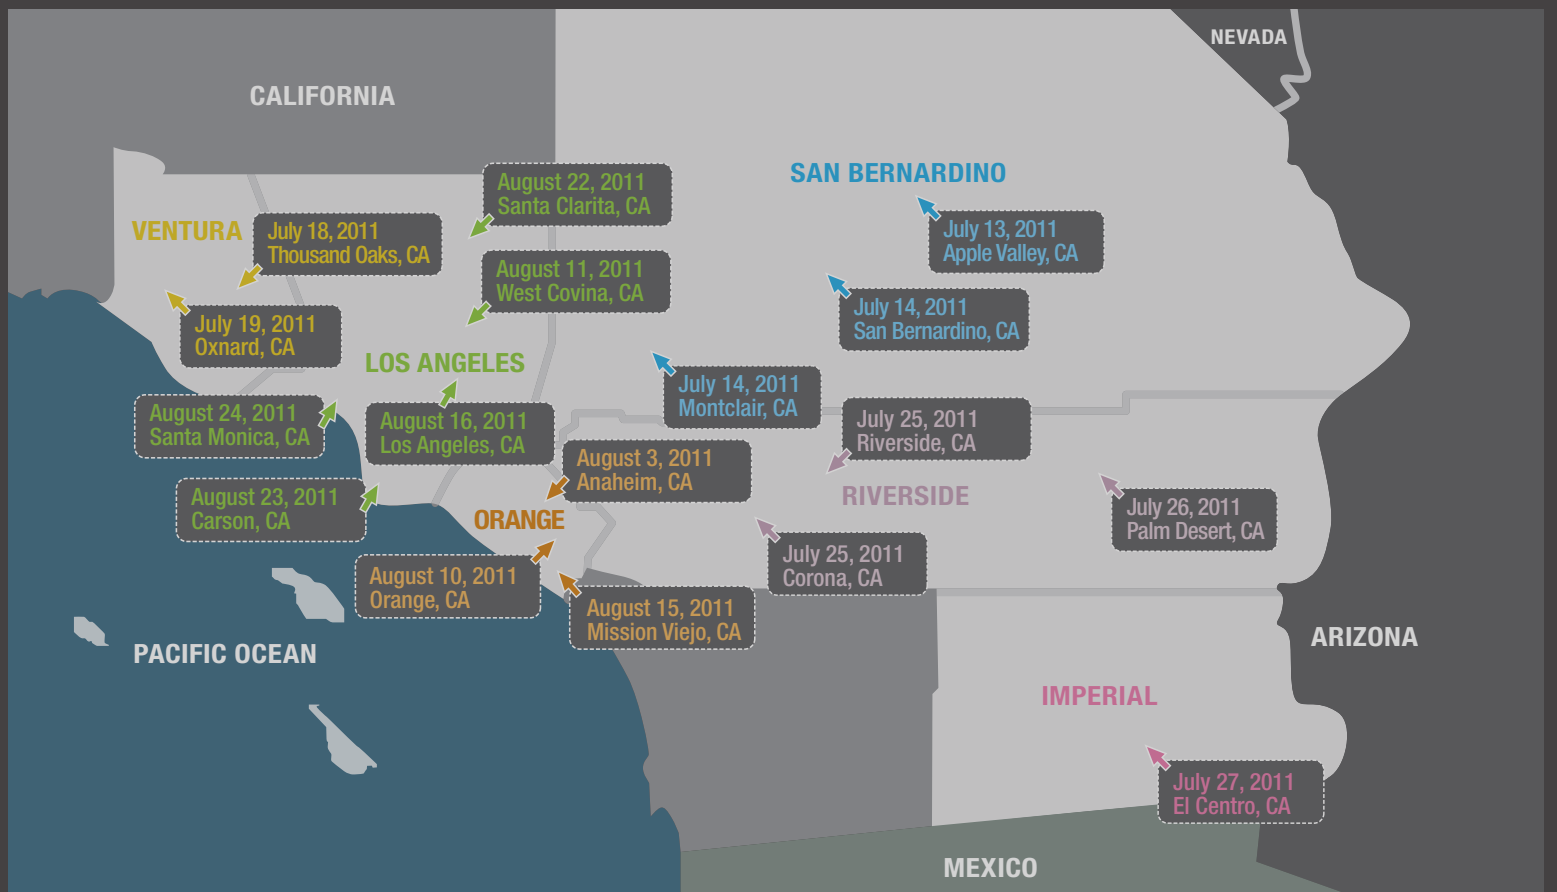 NEVADA
CALIFORNIA
SAN BERNARDINO
August 22, 2011
Santa Clarita, CA
VENTURA
July 18, 2011
Thousand Oaks, CA
July 13, 2011
Apple Valley, CA
August 11, 2011
West Covina, CA
July 14, 2011
San Bernardino, CA
July 19, 2011
Oxnard, CA
LOS ANGELES
July 14, 2011
Montclair, CA
August 24, 2011
Santa Monica, CA
August 16, 2011
Los Angeles, CA
July 25, 2011
Riverside, CA
August 3, 2011
Anaheim, CA
RIVERSIDE
August 23, 2011
Carson, CA
ORANGE
July 26, 2011
Palm Desert, CA
July 25, 2011
Corona, CA
August 10, 2011
Orange, CA
August 15, 2011
Mission Viejo, CA
PACIFIC OCEAN
ARIZONA
IMPERIAL
July 27, 2011
El Centro, CA
MEXICO